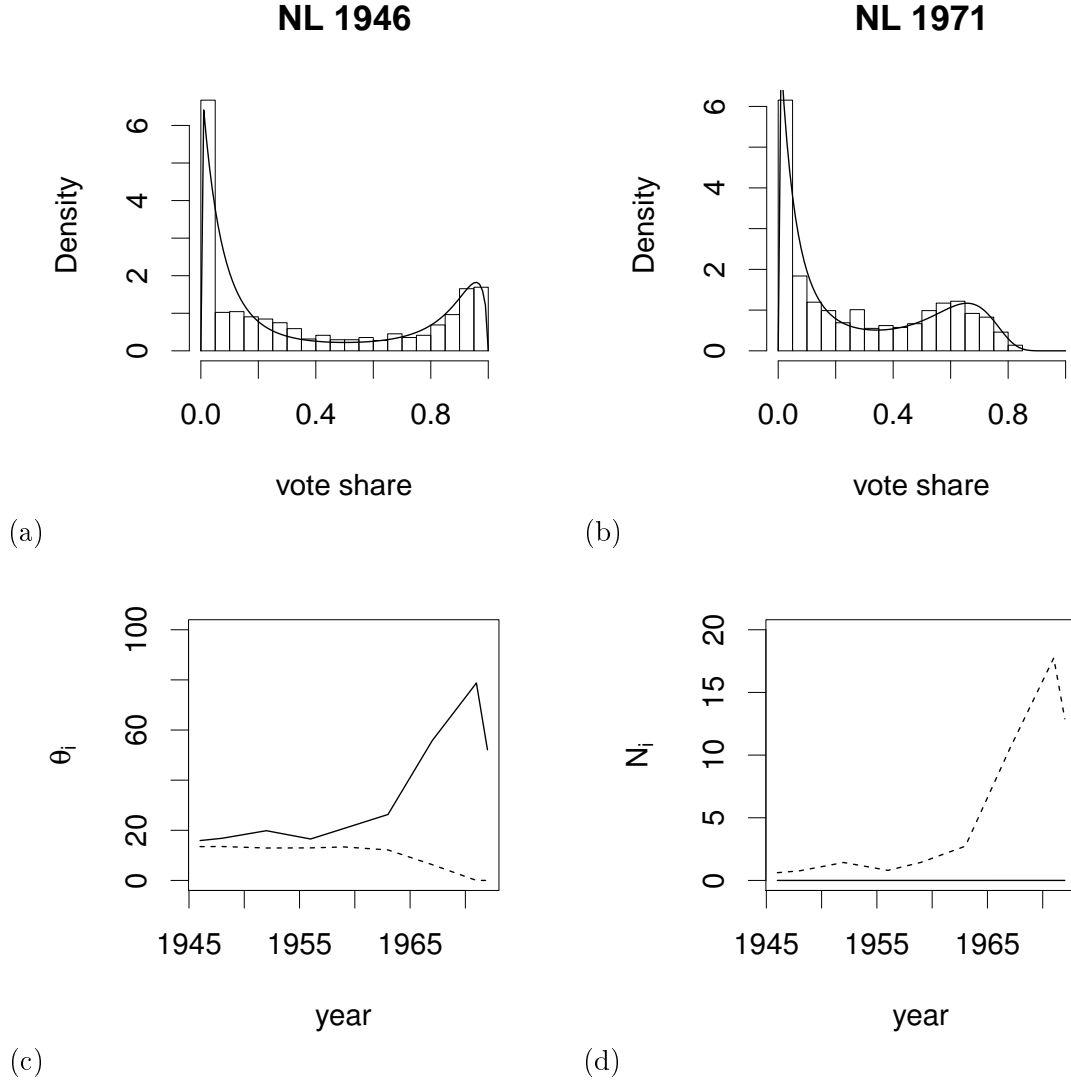 NL 1946
Density
0 2 4 6
0.0 0.4 0.8
vote share
(a)
NL 1971
Density
0 2 4 6
0.0 0.4 0.8
vote share
(b)
θi
0 20 60 100
1945 1955 1965
year
(c)
Ni
0 5 10 15 20
1945 1955 1965
year
(d)